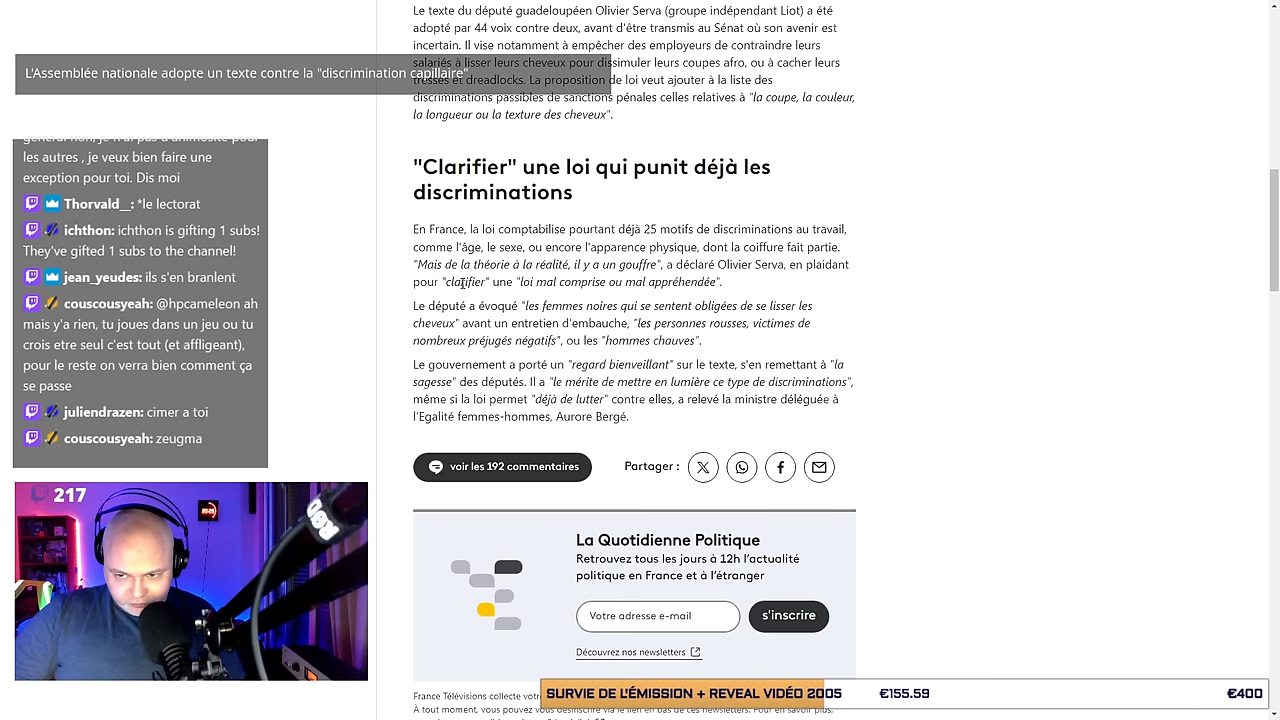 Le texte du député guadeloupéen Olivier Serva (groupe indépendant Liot) a été
adopté par 44 voix contre deux, avant d'être transmis au Sénat où son avenir est
incertain. Il vise notamment à empêcher des employeurs de contraindre leurs
salariés à lisser leurs cheveux pour dissimuler leurs coupes afro, ou à cacher leurs
tresses et dreadlocks. La proposition de loi veut ajouter à la liste des
discriminations passibles de sanctions pénales celles relatives à "la coupe, la couleur,
la longueur ou la texture des cheveux".
L'Assemblée nationale adopte un texte contre la "discrimination capillaire"
général non, je n'ai pas d'animosité pour
les autres , je veux bien faire une
exception pour toi. Dis moi
Thorvald__: *le lectorat
ichthon: ichthon is gifting 1 subs!
They've gifted 1 subs to the channel!
jean_yeudes: ils s'en branlent
couscousyeah: @hpcameleon ah
mais y'a rien, tu joues dans un jeu ou tu
crois etre seul c'est tout (et affligeant),
pour le reste on verra bien comment ça
se passe
juliendrazen: cimer a toi
couscousyeah: zeugma
217
"Clarifier" une loi qui punit déjà les
discriminations
En France, la loi comptabilise pourtant déjà 25 motifs de discriminations au travail,
comme l'âge, le sexe, ou encore l'apparence physique, dont la coiffure fait partie.
"Mais de la théorie à la réalité, il y a un gouffre", a déclaré Olivier Serva, en plaidant
pour "clarifier" une "loi mal comprise ou mal appréhendée".
Le député a évoqué "les femmes noires qui se sentent obligées de se lisser les
cheveux" avant un entretien d'embauche, "les personnes rousses, victimes de
nombreux préjugés négatifs", ou les "hommes chauves".
Le gouvernement a porté un "regard bienveillant" sur le texte, s'en remettant à "la
sagesse" des députés. Il a "le mérite de mettre en lumière ce type de discriminations",
même si la loi permet "déjà de lutter" contre elles, a relevé la ministre déléguée à
l'Egalité femmes-hommes, Aurore Bergé.
voir les 192 commentaires
Partager :
La Quotidienne Politique
Retrouvez tous les jours à 12h l'actualité
politique en France et à l'étranger
Votre adresse e-mail
s'inscrire
Découvrez nos newsletters
France Télévisions collecte votre
SURVIE DE L'ÉMISSION + REVEAL VIDÉO 2005 €155.59 €400